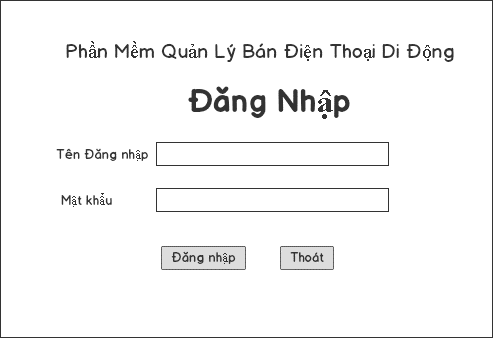 Phần Mềm Quản Lý Bán Điện Thoại Di Động
Đăng Nhập
Tên Đăng nhập
Mật khẩu
Đăng nhập
Thoát